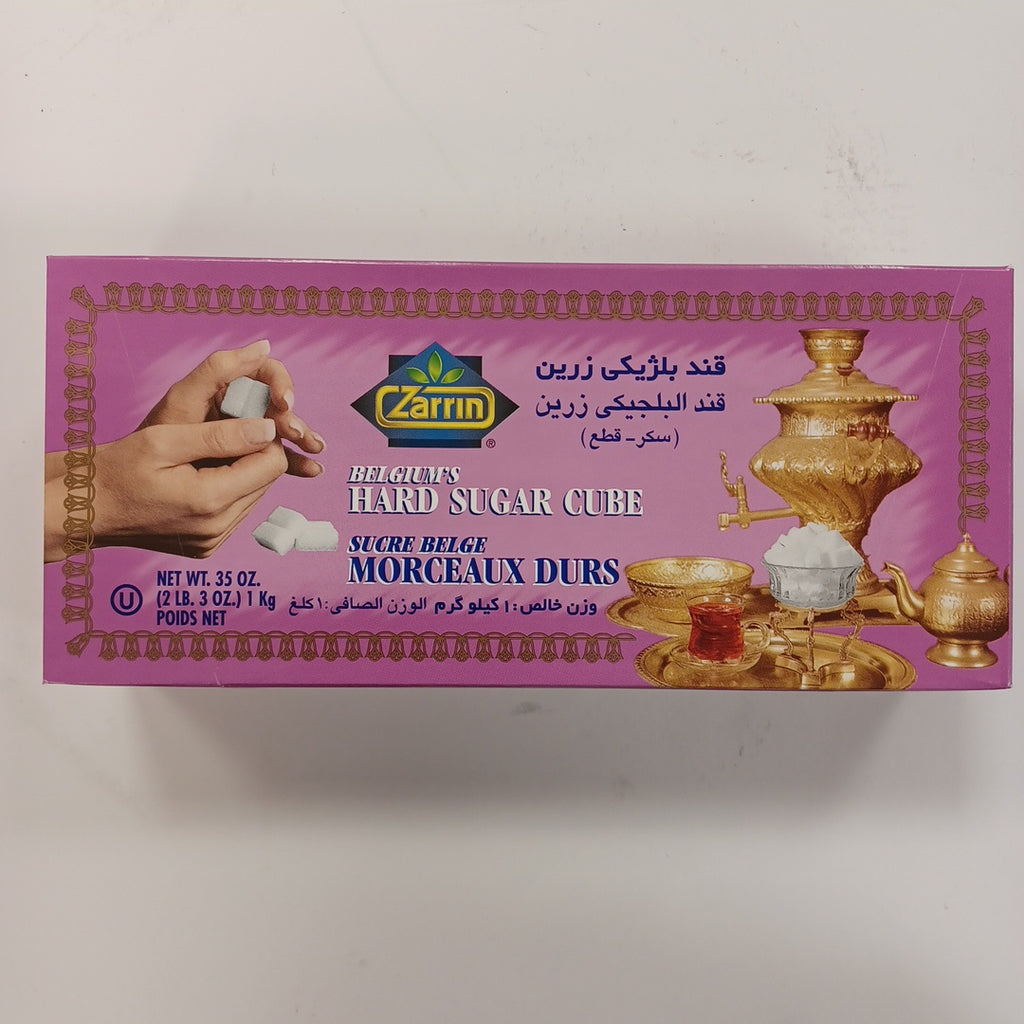 Zarrin
®
قند بلژیکی زرین
قند البلجیکی زرین
(سکر - قطع)
BELGIUM'S
HARD SUGAR CUBE
SUCRE BELGE
MORCEAUX DURS
U
NET WT. 35 OZ.
(2 LB. 3 OZ.) 1 Kg
POIDS NET
وزن خالص: ۱ کیلو گرم الوزن الصافی: ۱ کلغ